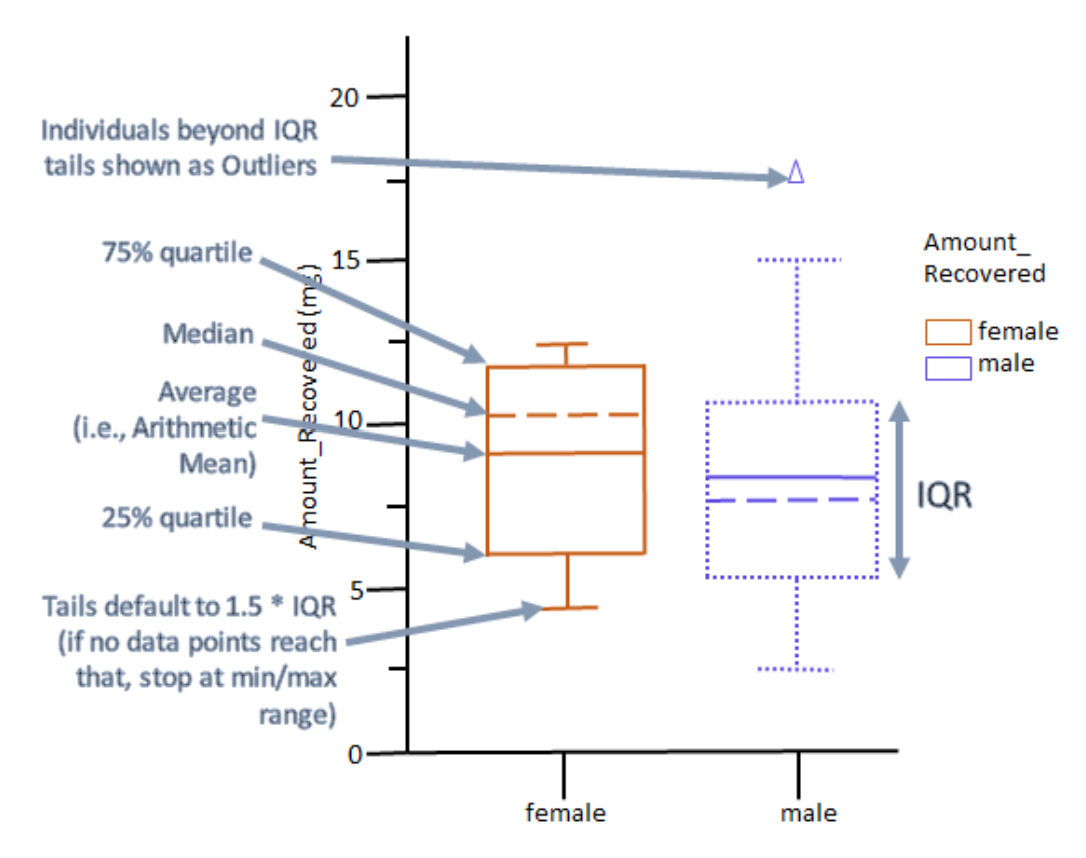 20
Individuals beyond IQR
tails shown as Outliers
75% quartile
15
Amount_Recovered (mg)
Median
Average
(i.e., Arithmetic
Mean)
10
25% quartile
5
Tails default to 1.5 * IQR
(if no data points reach
that, stop at min/max
range)
0
female
male
IQR
Amount_
Recovered
female
male